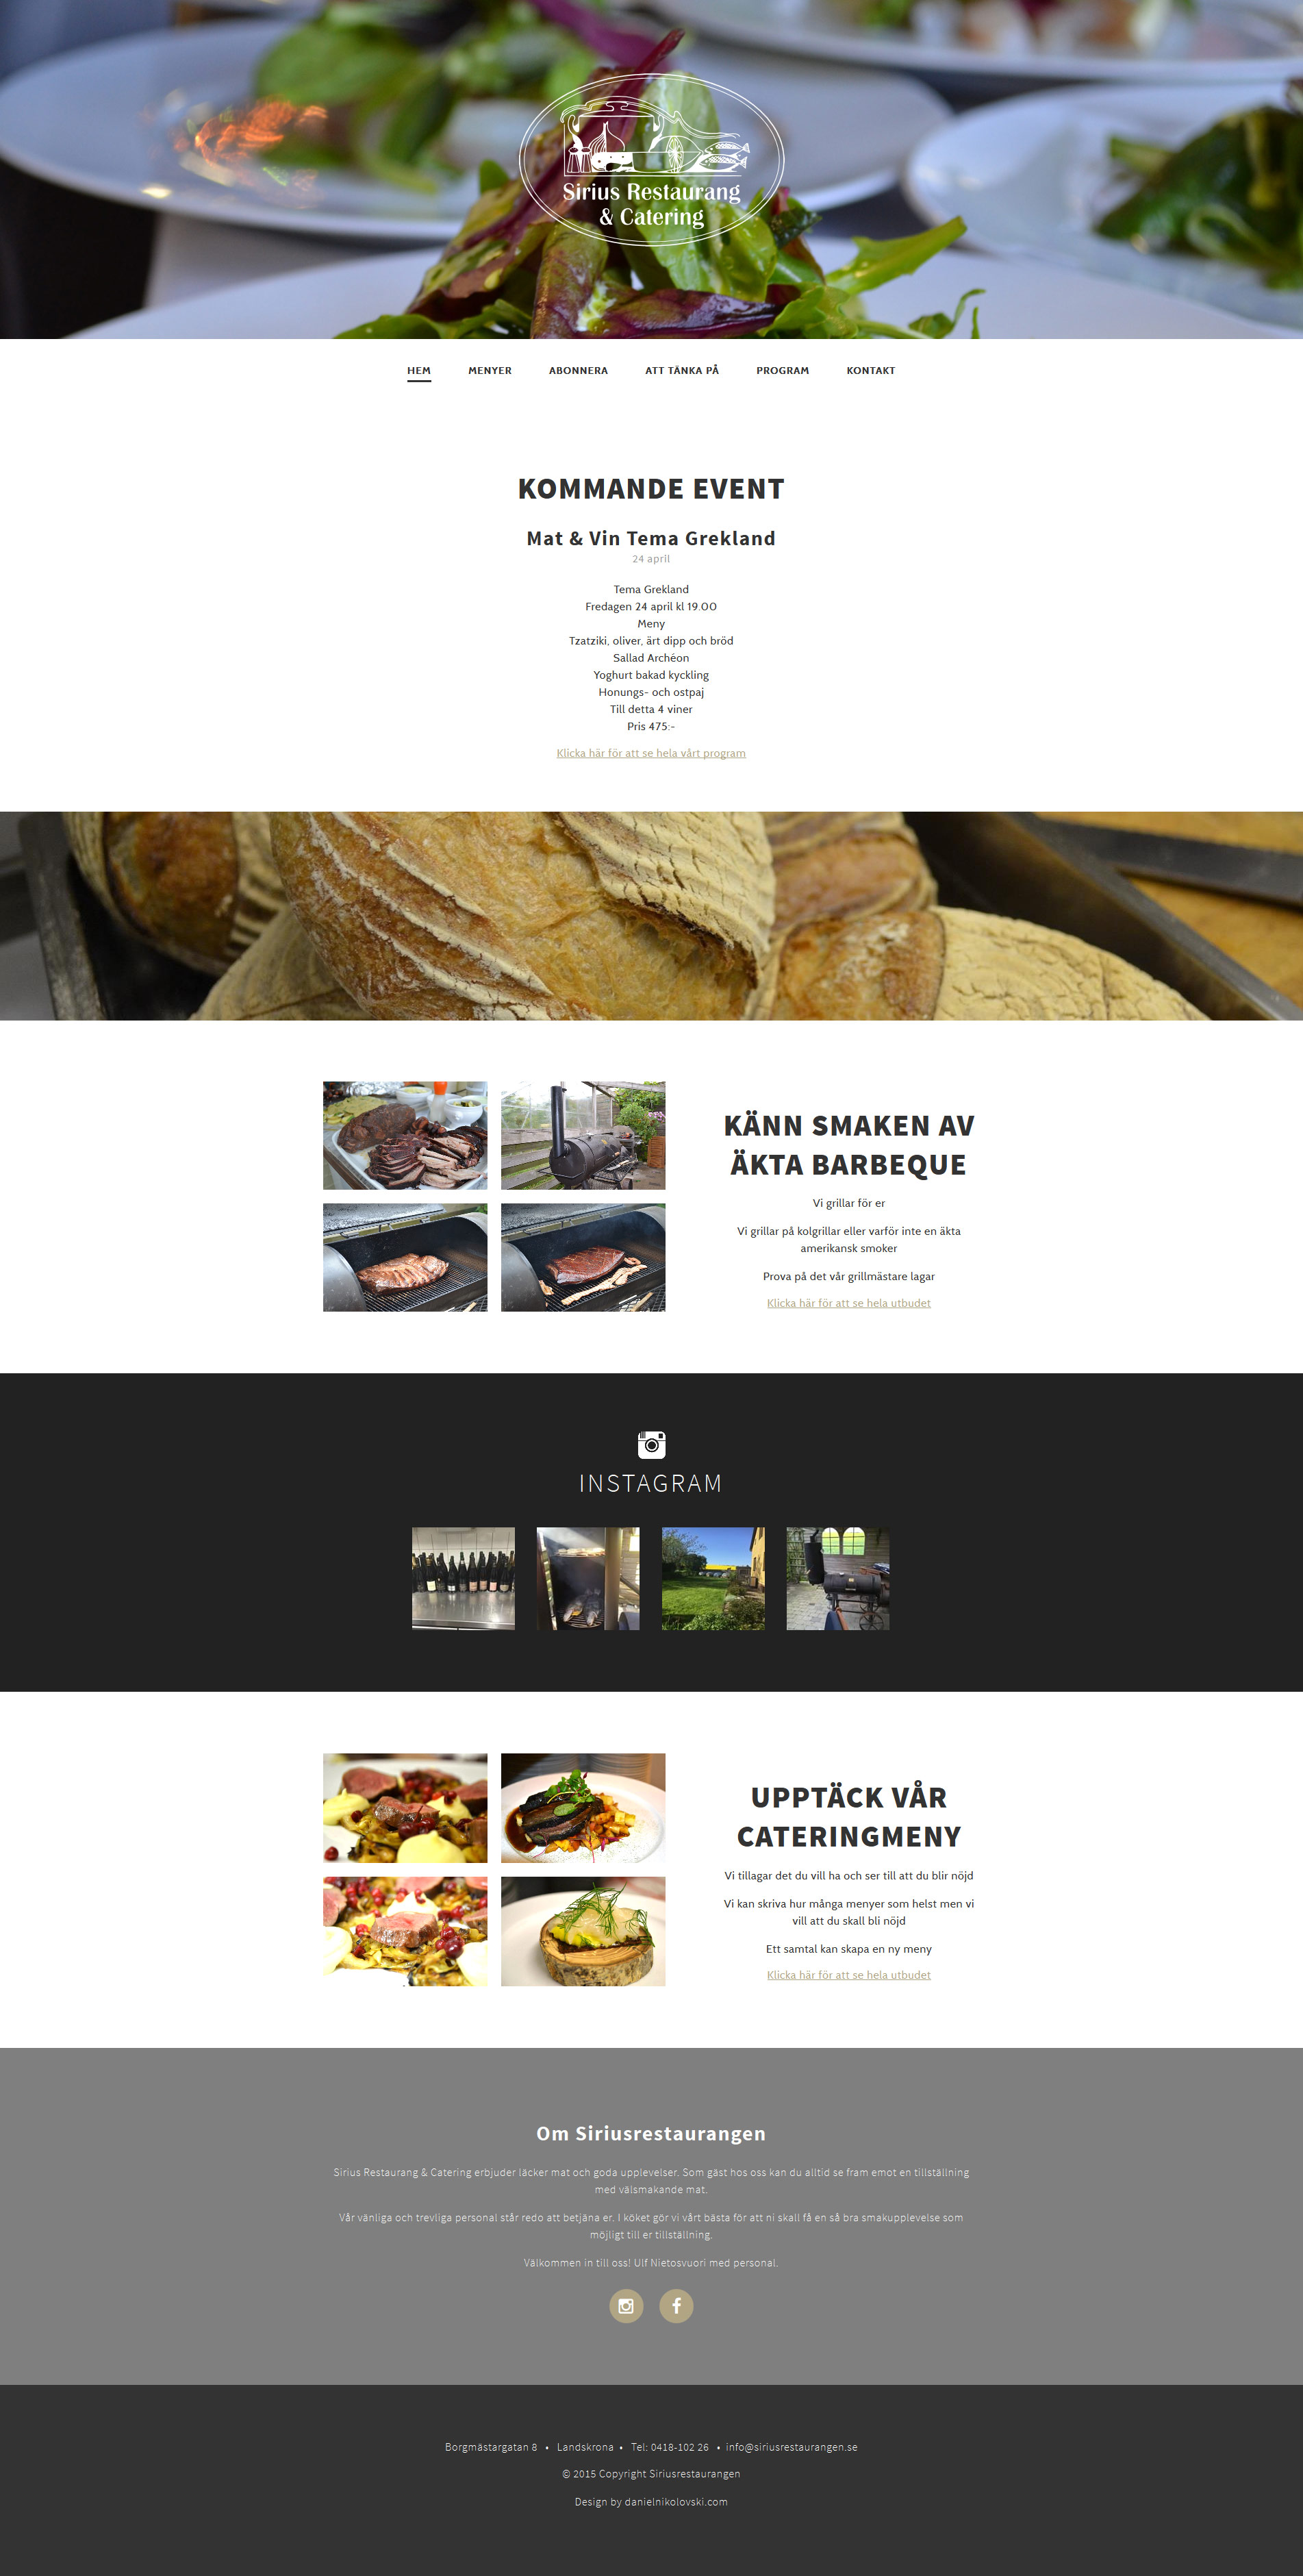 Sirius Restaurang
& Catering
HEM MENYER ABONNERA ATT TÄNKA PÅ PROGRAM KONTAKT
KOMMANDE EVENT
Mat & Vin Tema Grekland
24 april
Tema Grekland
Fredagen 24 april kl 19.00
Meny
Tzatziki, oliver, ärt dipp och bröd
Sallad Archéon
Yoghurt bakad kyckling
Honungs- och ostpaj
Till detta 4 viner
Pris 475:-
Klicka här för att se hela vårt program
KÄNN SMAKEN AV
ÄKTA BARBEQUE
Vi grillar för er
Vi grillar på kolgrillar eller varför inte en äkta
amerikansk smoker
Prova på det vår grillmästare lagar
Klicka här för att se hela utbudet
INSTAGRAM
UPPTÄCK VÅR
CATERINGMENY
Vi tillagar det du vill ha och ser till att du blir nöjd
Vi kan skriva hur många menyer som helst men vi
vill att du skall bli nöjd
Ett samtal kan skapa en ny meny
Klicka här för att se hela utbudet
Om Siriusrestaurangen
Sirius Restaurang & Catering erbjuder läcker mat och goda upplevelser. Som gäst hos oss kan du alltid se fram emot en tillställning
med välsmakande mat.
Vår vänliga och trevliga personal står redo att betjäna er. I köket gör vi vårt bästa för att ni skall få en så bra smakupplevelse som
möjligt till er tillställning.
Välkommen in till oss! Ulf Nietosvuori med personal.
Borgmästargatan 8 • Landskrona • Tel: 0418-102 26 • info@siriusrestaurangen.se
© 2015 Copyright Siriusrestaurangen
Design by danielnikolovski.com